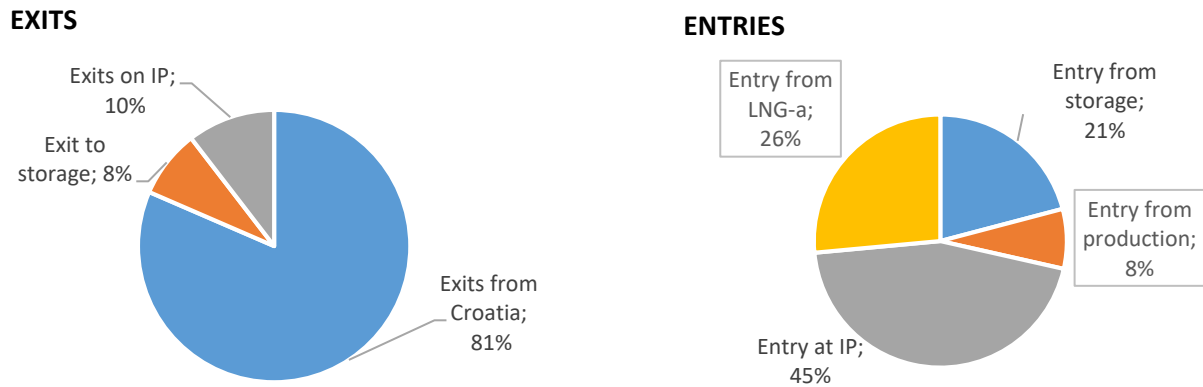 EXITS
Exits on IP;
10%
Exit to
storage; 8%
Exits from
Croatia;
81%
ENTRIES
Entry from
LNG-a;
26%
Entry from
storage;
21%
Entry from
production;
8%
Entry at IP;
45%